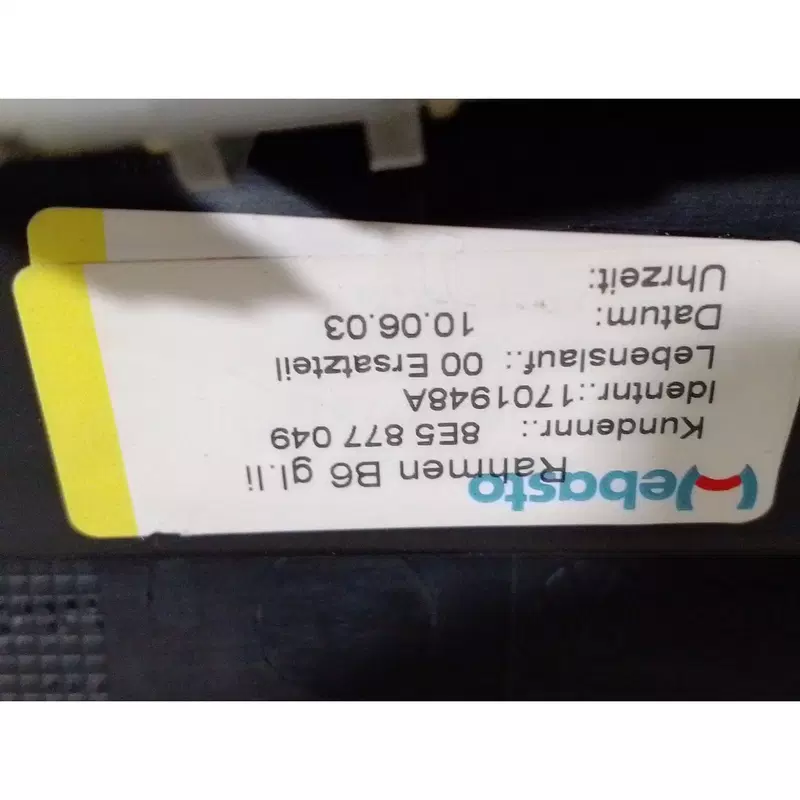 Webasto
Rahmen B6 gl.li
Kundennr.: 8E5 877 049
Identnr.:1701948A
Lebenslauf.: 00 Ersatzteil
Datum: 10.06.03
Uhrzeit: